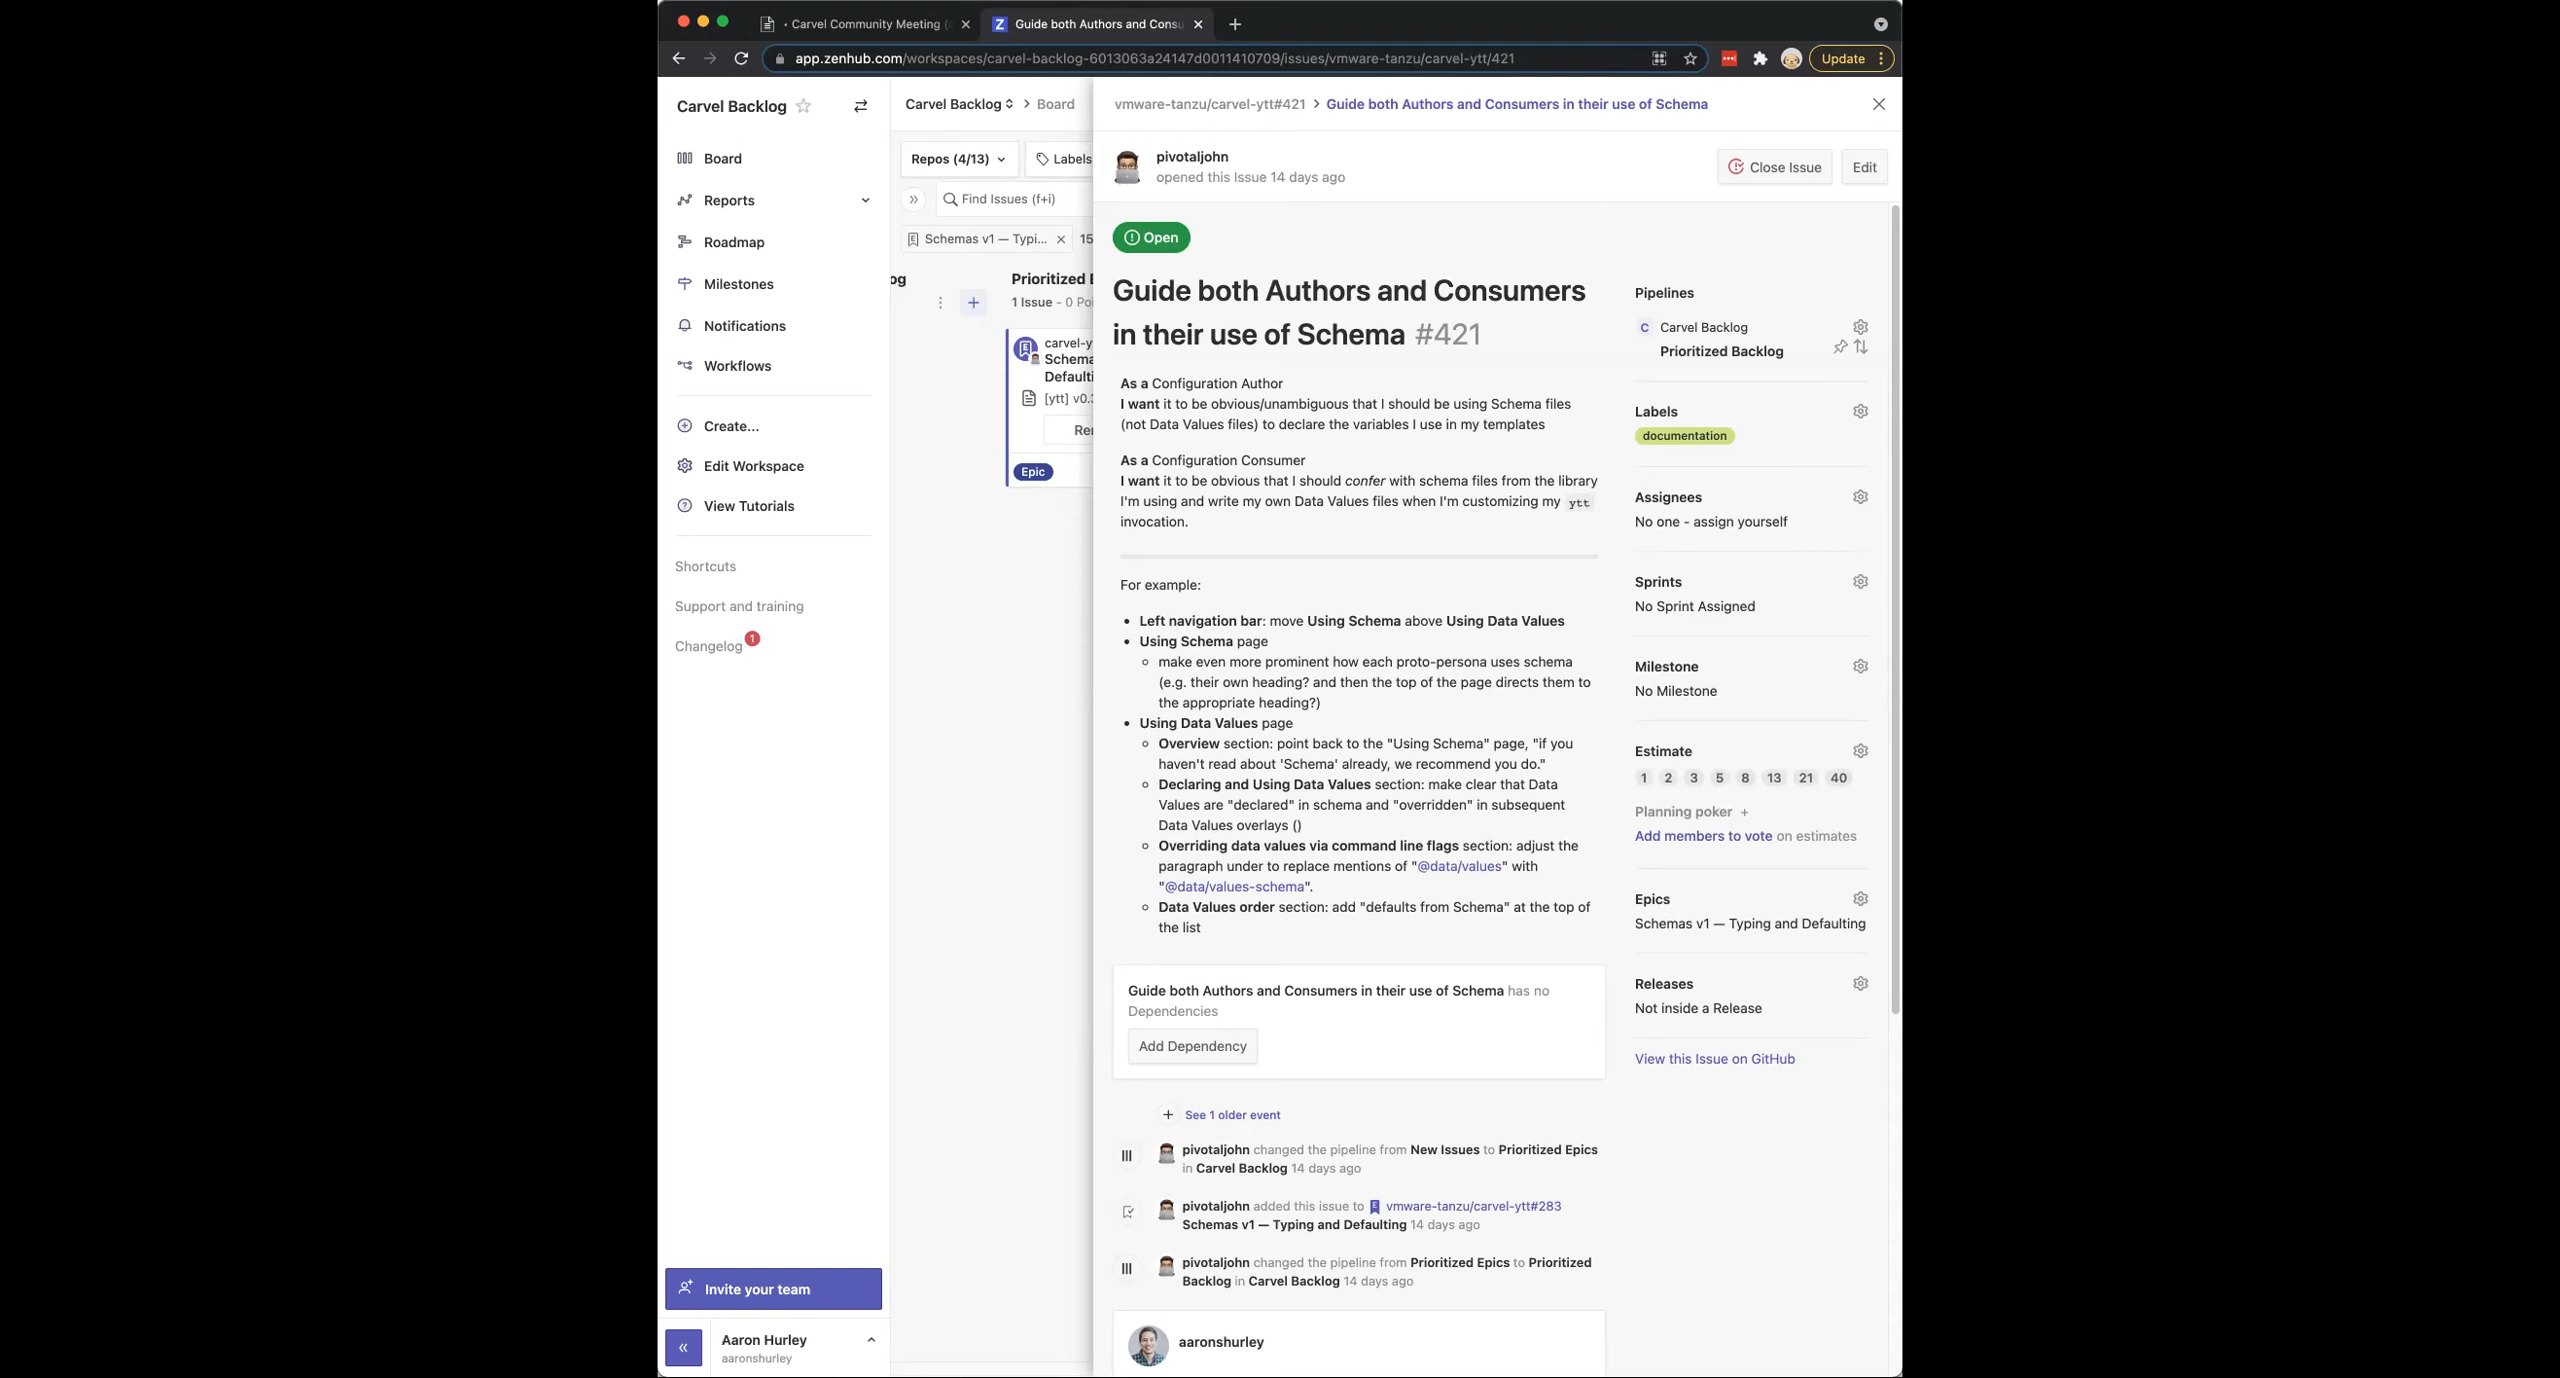 Carvel Community Meeting (
Guide both Authors and Consu
app.zenhub.com/workspaces/carvel-backlog-6013063a24147d0011410709/issues/vmware-tanzu/carvel-ytt/421
Update
Carvel Backlog
Board
Reports
Roadmap
Milestones
Notifications
Workflows
Create...
Edit Workspace
View Tutorials
Shortcuts
Support and training
Changelog 1
Invite your team
Aaron Hurley
aaronshurley
Carvel Backlog > Board
Repos (4/13)
Labels
Find Issues (f+i)
Schemas v1 — Typi... × 15
og
Prioritized B
1 Issue - 0 Poi
carvel-y
Schema
Defaulti
[ytt] v0.3
Rer
Epic
vmware-tanzu/carvel-ytt#421 > Guide both Authors and Consumers in their use of Schema
pivotaljohn
opened this Issue 14 days ago
Close Issue
Edit
Open
Guide both Authors and Consumers
in their use of Schema #421
As a Configuration Author
I want it to be obvious/unambiguous that I should be using Schema files
(not Data Values files) to declare the variables I use in my templates
As a Configuration Consumer
I want it to be obvious that I should confer with schema files from the library
I'm using and write my own Data Values files when I'm customizing my ytt
invocation.
For example:
• Left navigation bar: move Using Schema above Using Data Values
• Using Schema page
◦ make even more prominent how each proto-persona uses schema
(e.g. their own heading? and then the top of the page directs them to
the appropriate heading?)
• Using Data Values page
◦ Overview section: point back to the "Using Schema" page, "if you
haven't read about 'Schema' already, we recommend you do."
◦ Declaring and Using Data Values section: make clear that Data
Values are "declared" in schema and "overridden" in subsequent
Data Values overlays ()
◦ Overriding data values via command line flags section: adjust the
paragraph under to replace mentions of "@data/values" with
"@data/values-schema".
◦ Data Values order section: add "defaults from Schema" at the top of
the list
Guide both Authors and Consumers in their use of Schema has no
Dependencies
Add Dependency
+ See 1 older event
pivotaljohn changed the pipeline from New Issues to Prioritized Epics
in Carvel Backlog 14 days ago
pivotaljohn added this issue to vmware-tanzu/carvel-ytt#283
Schemas v1 — Typing and Defaulting 14 days ago
pivotaljohn changed the pipeline from Prioritized Epics to Prioritized
Backlog in Carvel Backlog 14 days ago
aaronshurley
Pipelines
C Carvel Backlog
Prioritized Backlog
Labels
documentation
Assignees
No one - assign yourself
Sprints
No Sprint Assigned
Milestone
No Milestone
Estimate
1 2 3 5 8 13 21 40
Planning poker +
Add members to vote on estimates
Epics
Schemas v1 — Typing and Defaulting
Releases
Not inside a Release
View this Issue on GitHub